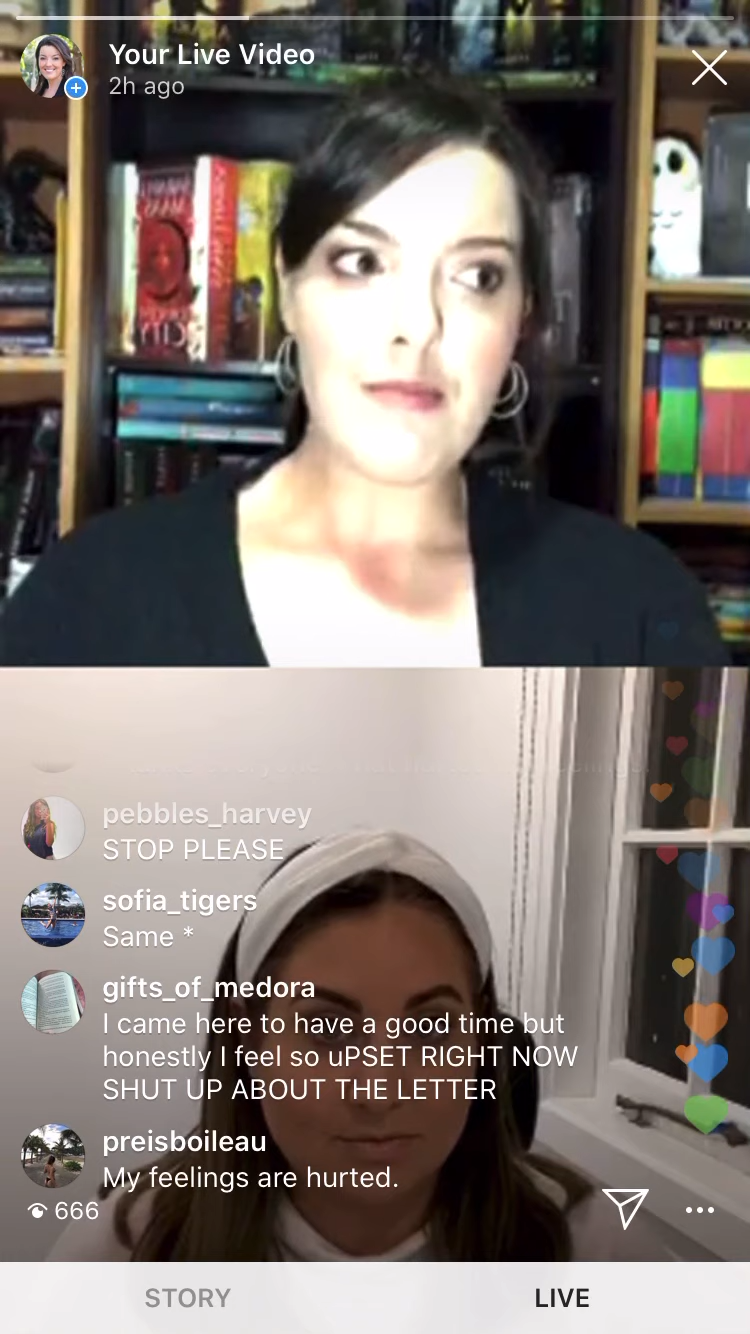 Your Live Video
2h ago
CITY
pebbles_harvey
STOP PLEASE
sofia_tigers
Same *
gifts_of_medora
I came here to have a good time but
honestly I feel so uPSET RIGHT NOW
SHUT UP ABOUT THE LETTER
preisboileau
My feelings are hurted.
666
STORY
LIVE